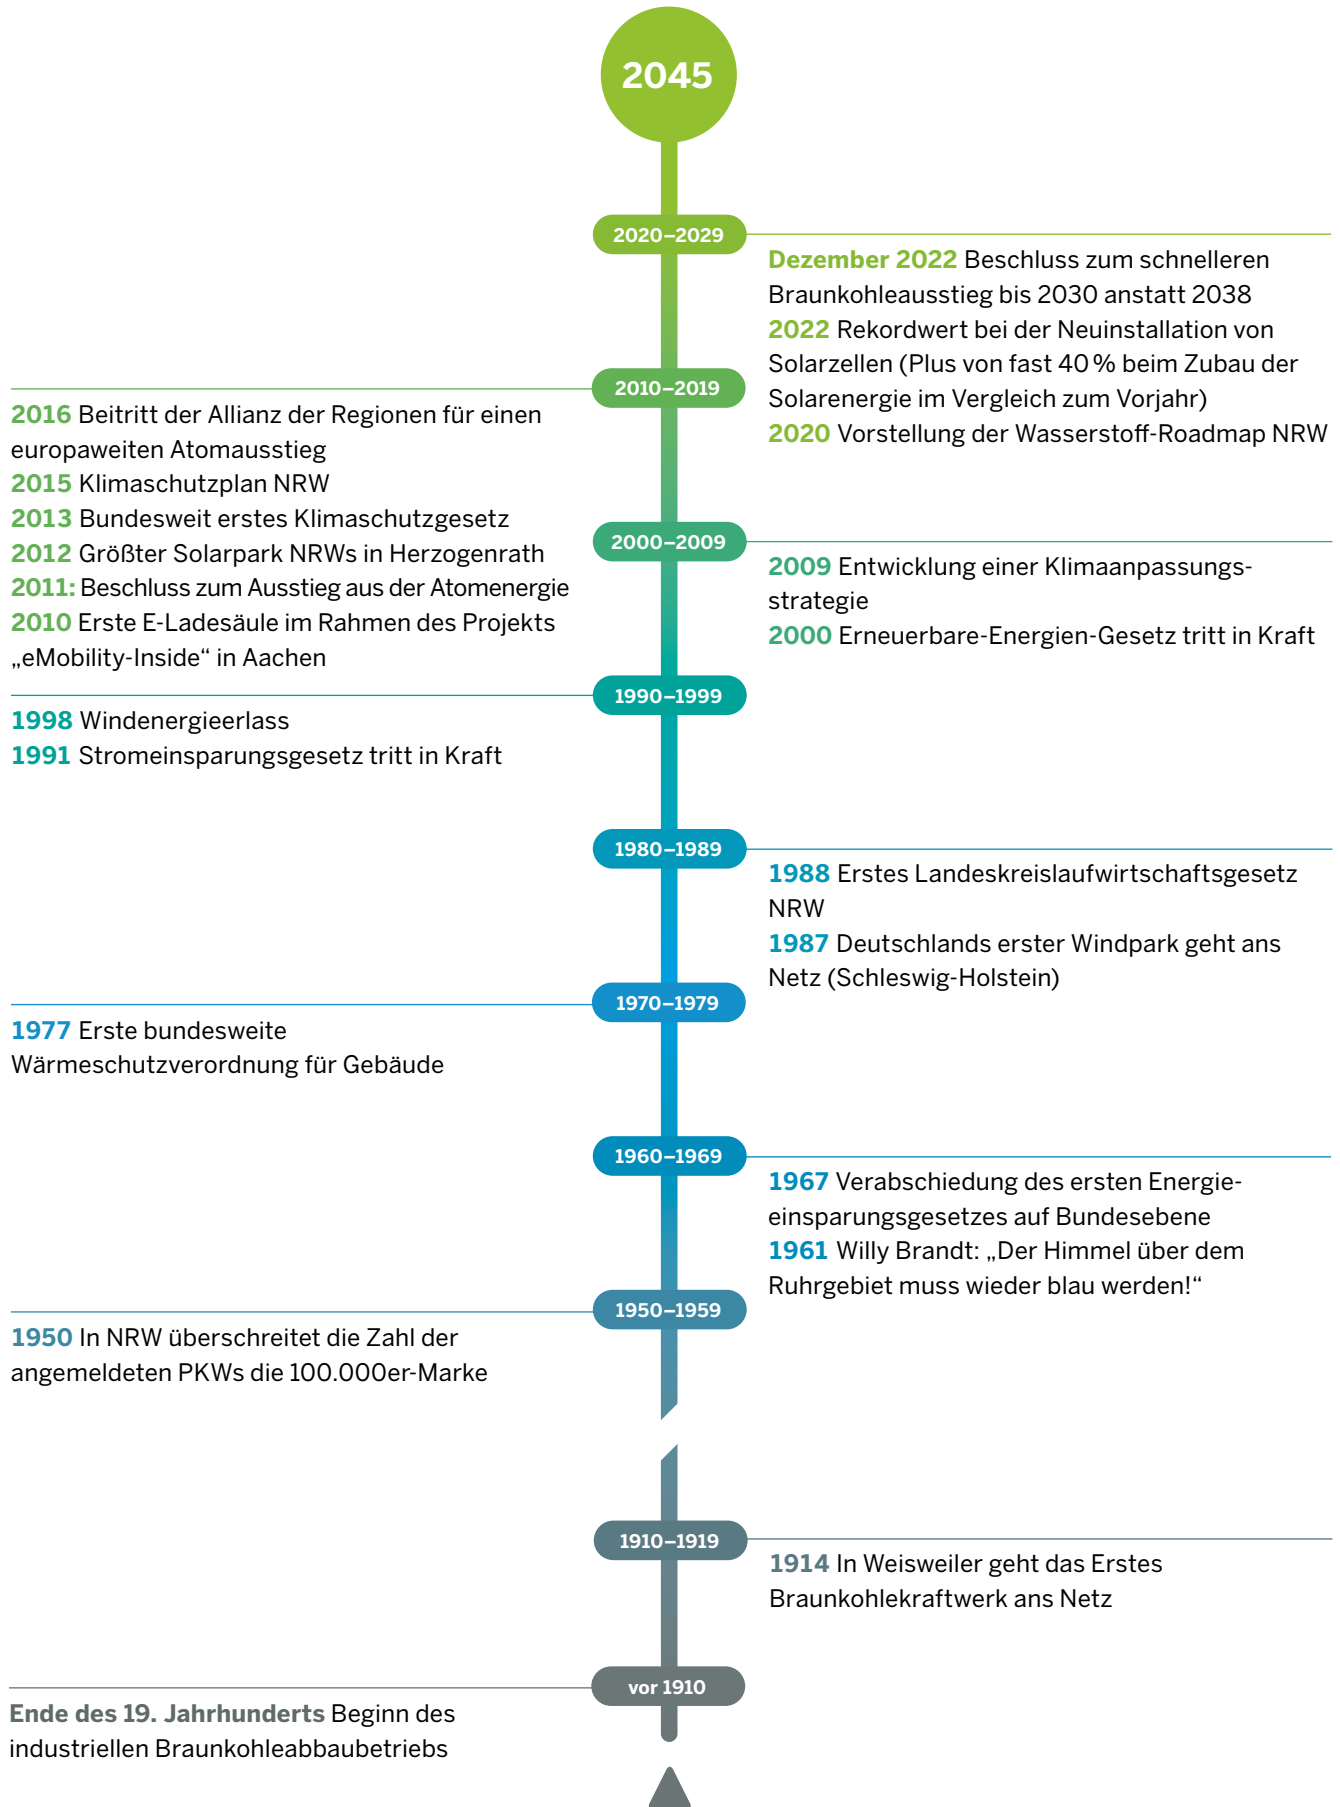 2045
2020–2029
Dezember 2022 Beschluss zum schnelleren
Braunkohleausstieg bis 2030 anstatt 2038
2022 Rekordwert bei der Neuinstallation von
Solarzellen (Plus von fast 40 % beim Zubau der
Solarenergie im Vergleich zum Vorjahr)
2020 Vorstellung der Wasserstoff-Roadmap NRW
2010–2019
2016 Beitritt der Allianz der Regionen für einen
europaweiten Atomausstieg
2015 Klimaschutzplan NRW
2013 Bundesweit erstes Klimaschutzgesetz
2012 Größter Solarpark NRWs in Herzogenrath
2011: Beschluss zum Ausstieg aus der Atomenergie
2010 Erste E-Ladesäule im Rahmen des Projekts
„eMobility-Inside“ in Aachen
2000–2009
2009 Entwicklung einer Klimaanpassungs-
strategie
2000 Erneuerbare-Energien-Gesetz tritt in Kraft
1990–1999
1998 Windenergieerlass
1991 Stromeinsparungsgesetz tritt in Kraft
1980–1989
1988 Erstes Landeskreislaufwirtschaftsgesetz
NRW
1987 Deutschlands erster Windpark geht ans
Netz (Schleswig-Holstein)
1970–1979
1977 Erste bundesweite
Wärmeschutzverordnung für Gebäude
1960–1969
1967 Verabschiedung des ersten Energie-
einsparungsgesetzes auf Bundesebene
1961 Willy Brandt: „Der Himmel über dem
Ruhrgebiet muss wieder blau werden!“
1950–1959
1950 In NRW überschreitet die Zahl der
angemeldeten PKWs die 100.000er-Marke
1910–1919
1914 In Weisweiler geht das Erstes
Braunkohlekraftwerk ans Netz
vor 1910
Ende des 19. Jahrhunderts Beginn des
industriellen Braunkohleabbaubetriebs